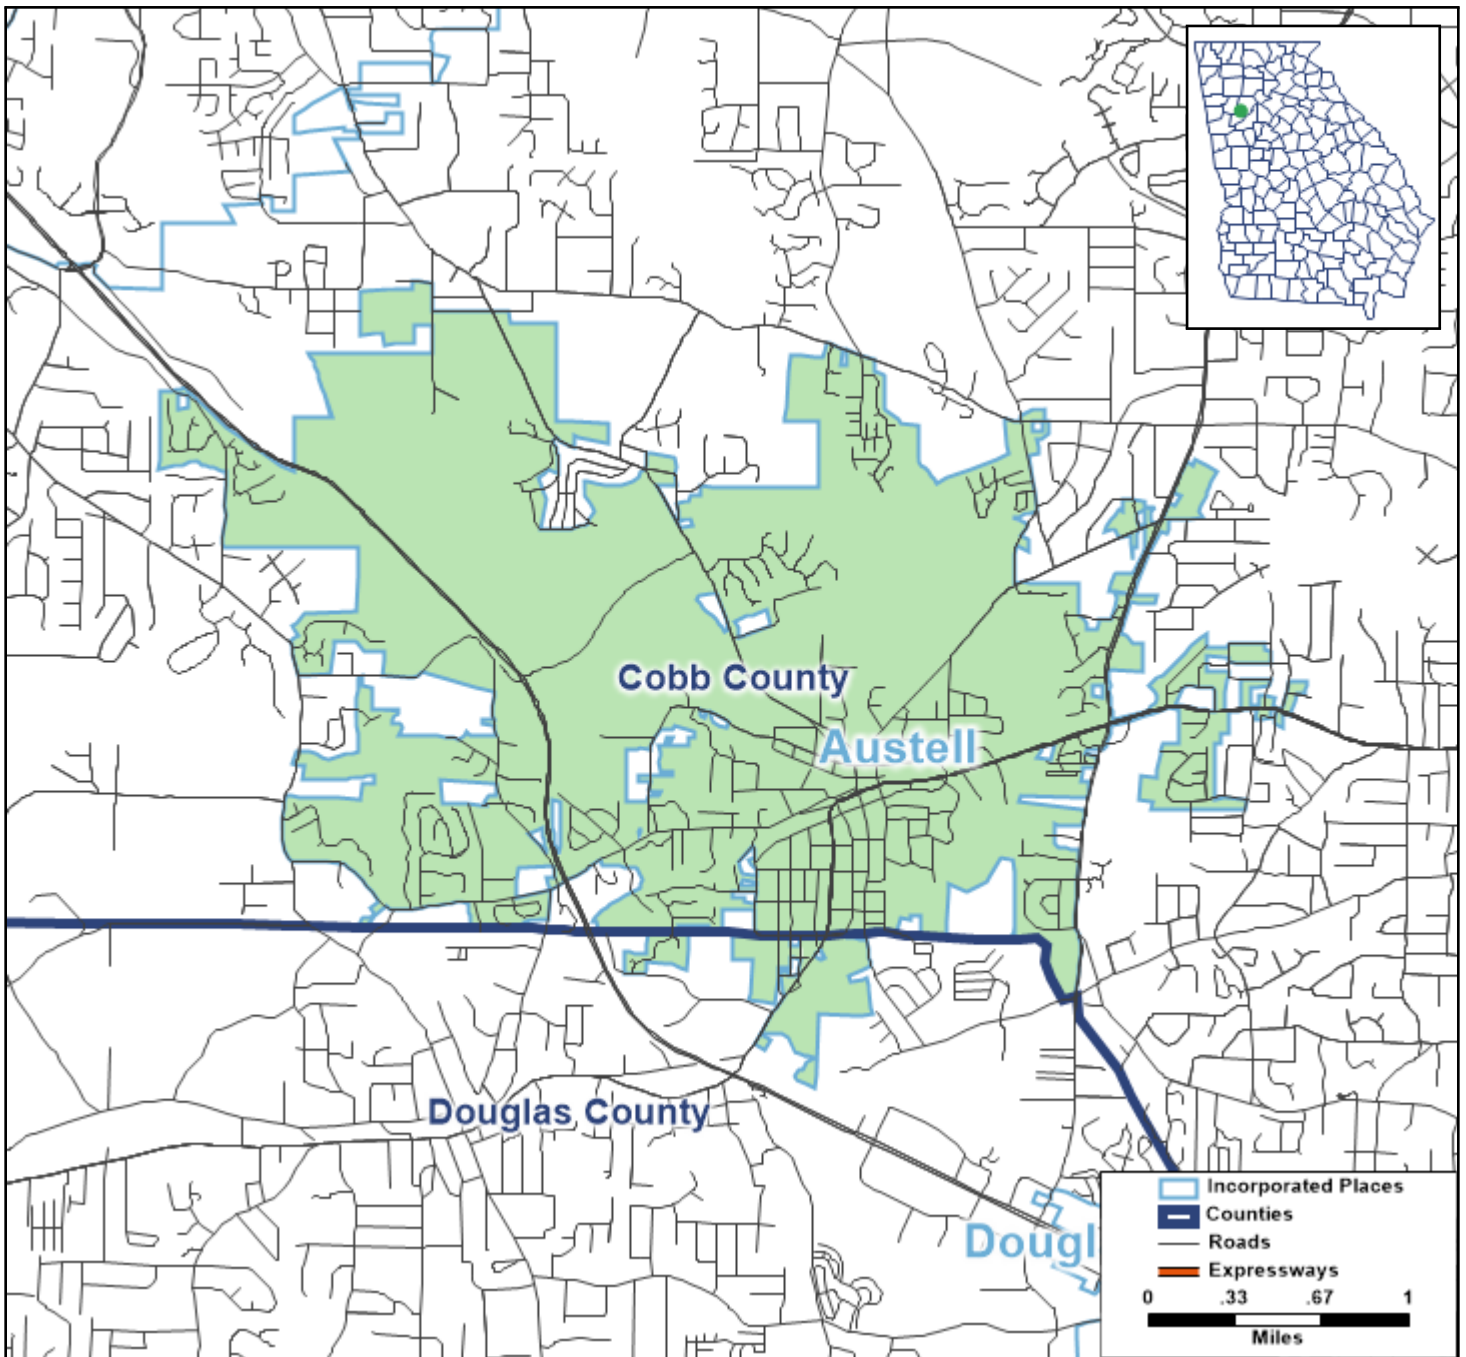 Cobb County
Austell
Douglas County
Dougl
Incorporated Places
Counties
Roads
Expressways
0 .33 .67 1
Miles